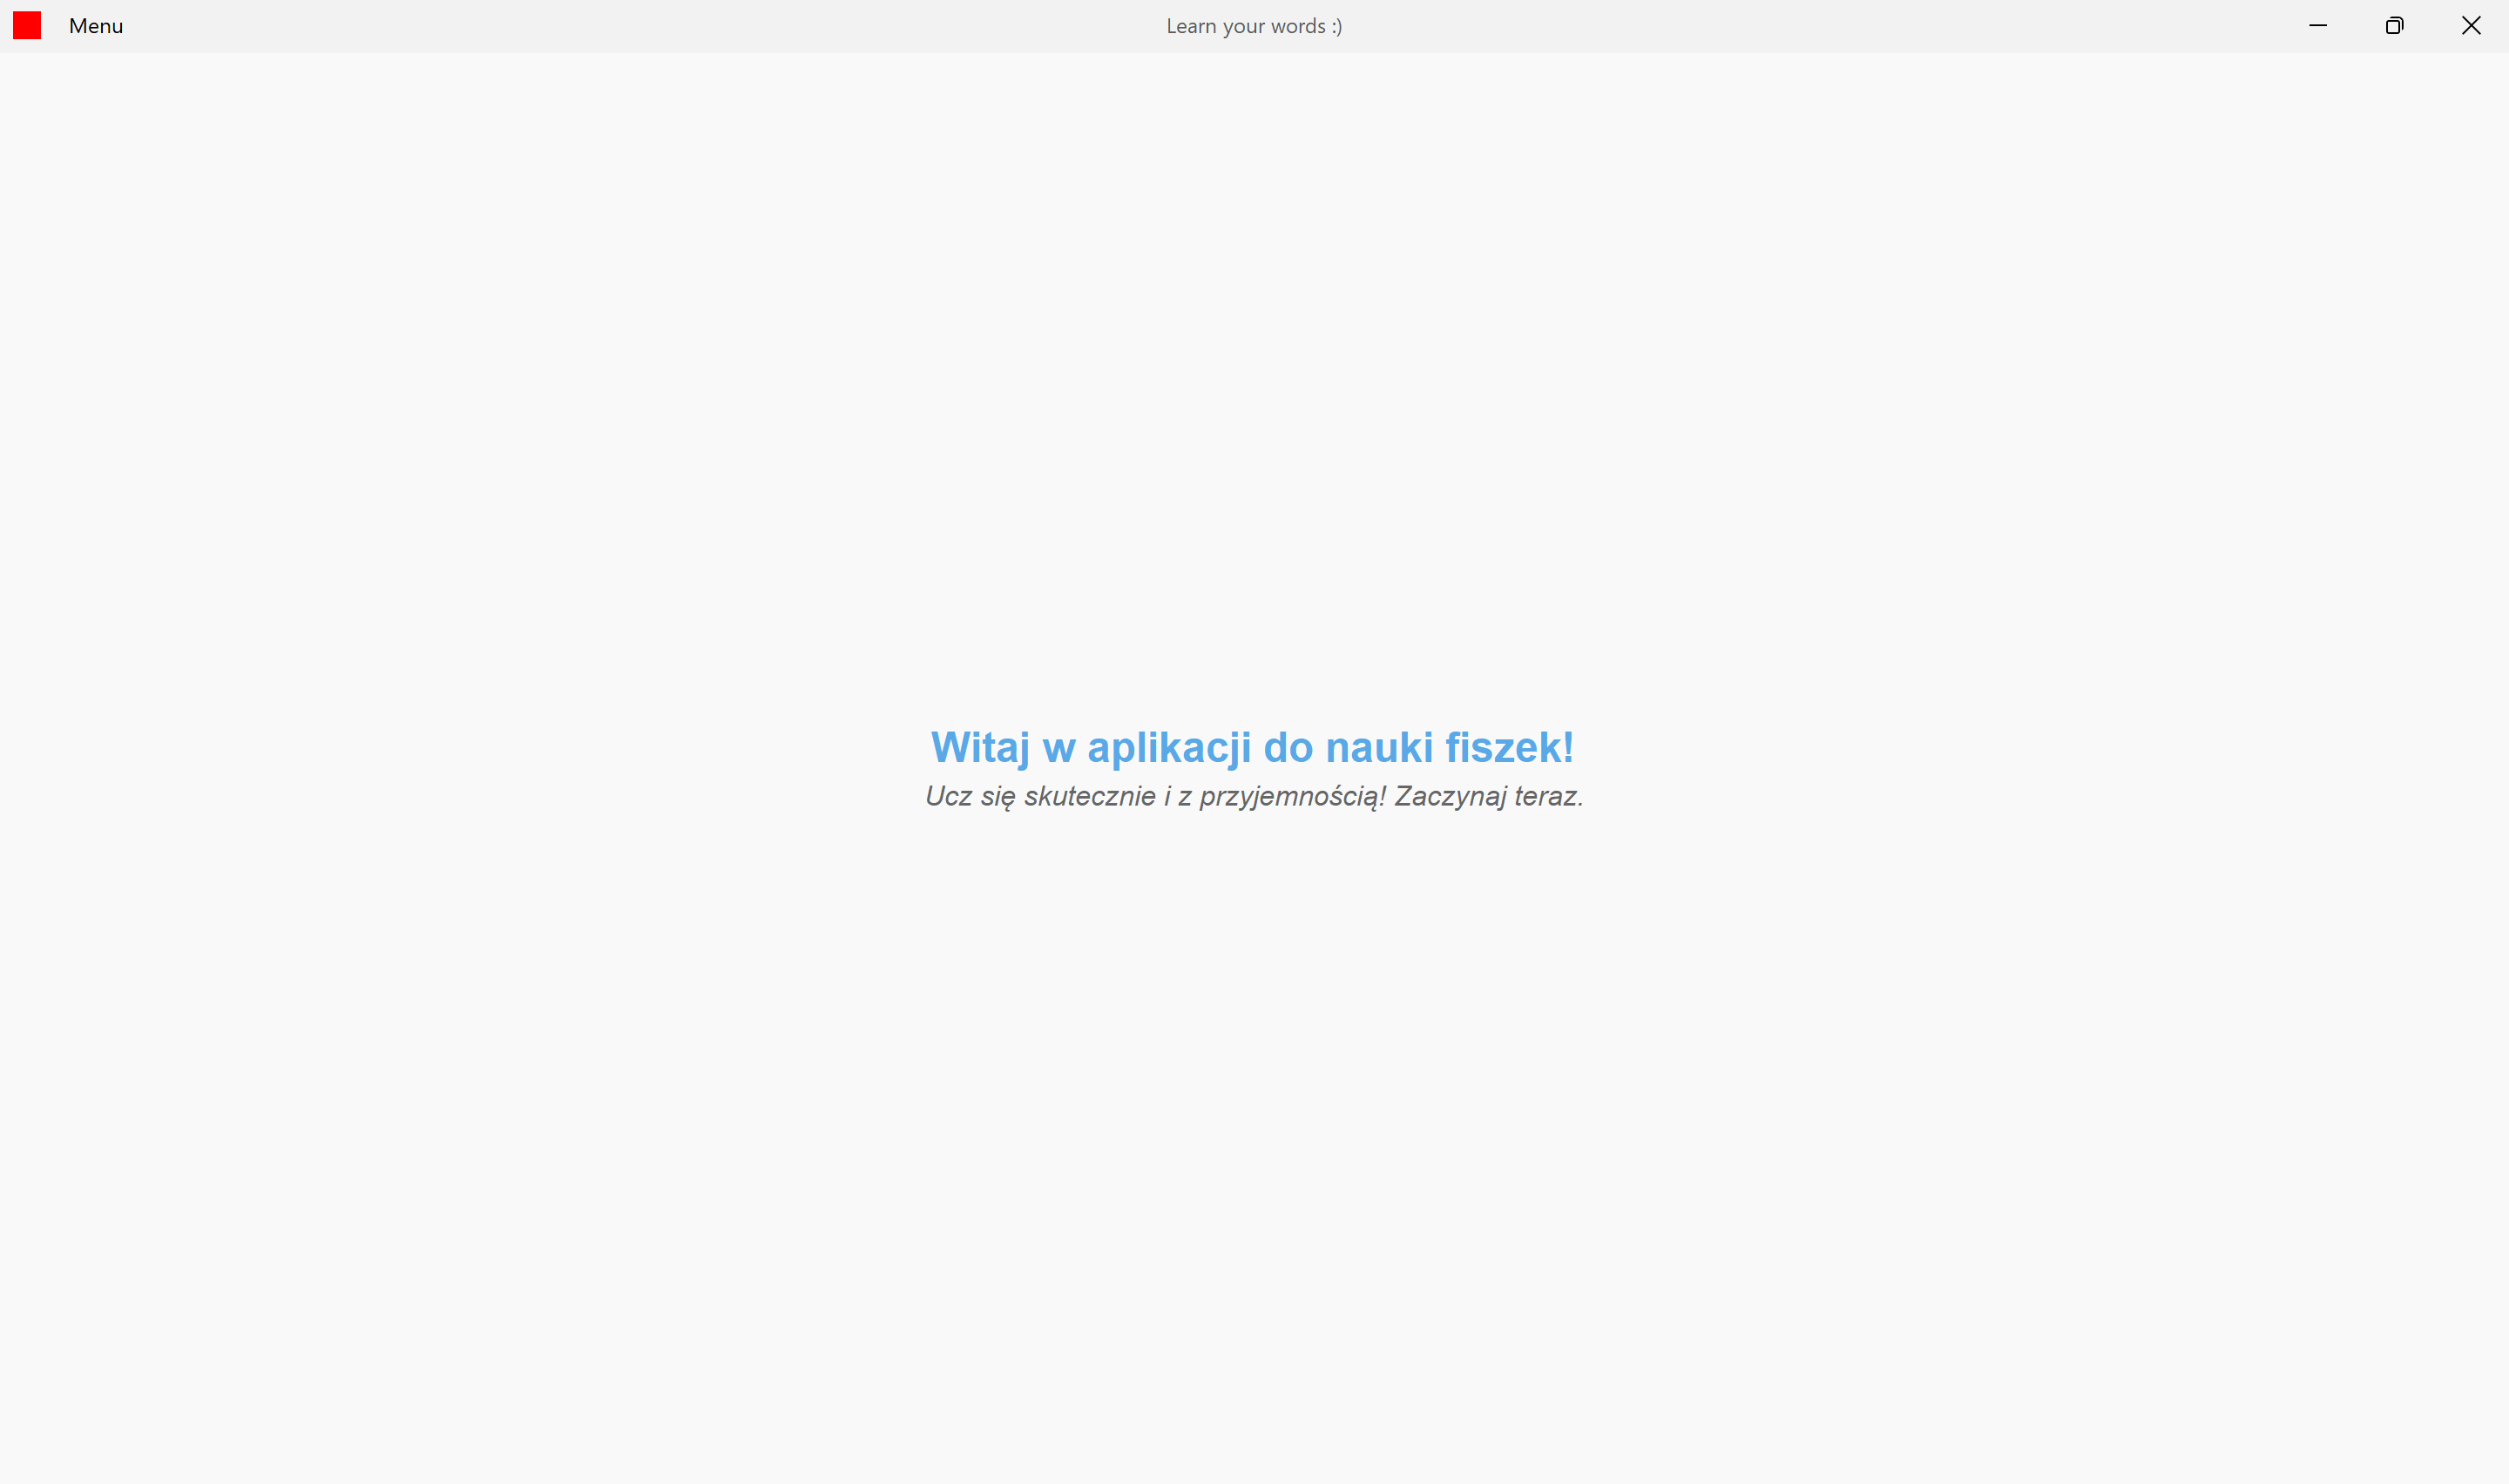 Menu
Learn your words :)
Witaj w aplikacji do nauki fiszek!
Ucz się skutecznie i z przyjemnością! Zaczynaj teraz.